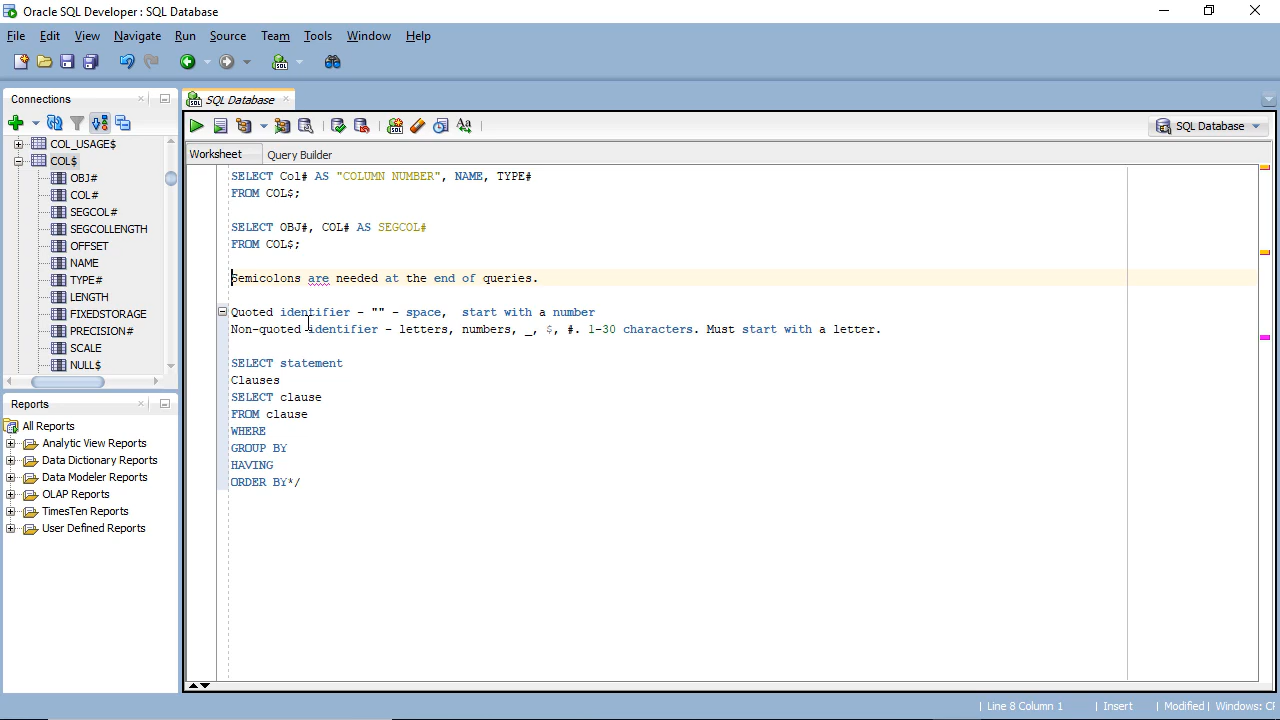 Oracle SQL Developer : SQL Database
File Edit View Navigate Run Source Team Tools Window Help
Connections
SQL Database
SQL Database
Worksheet Query Builder
COL_USAGE$
COL$
OBJ#
COL#
SEGCOL#
SEGCOLLENGTH
OFFSET
NAME
TYPE#
LENGTH
FIXEDSTORAGE
PRECISION#
SCALE
NULL$
Reports
All Reports
Analytic View Reports
Data Dictionary Reports
Data Modeler Reports
OLAP Reports
TimesTen Reports
User Defined Reports
SELECT Col# AS "COLUMN NUMBER", NAME, TYPE#
FROM COL$;
SELECT OBJ#, COL# AS SEGCOL#
FROM COL$;
Semicolons are needed at the end of queries.
Quoted identifier - "" - space,  start with a number
Non-quoted identifier - letters, numbers, _, $, #. 1-30 characters. Must start with a letter.
SELECT statement
Clauses
SELECT clause
FROM clause
WHERE
GROUP BY
HAVING
ORDER BY*/
Line 8 Column 1 Insert Modified Windows: CF